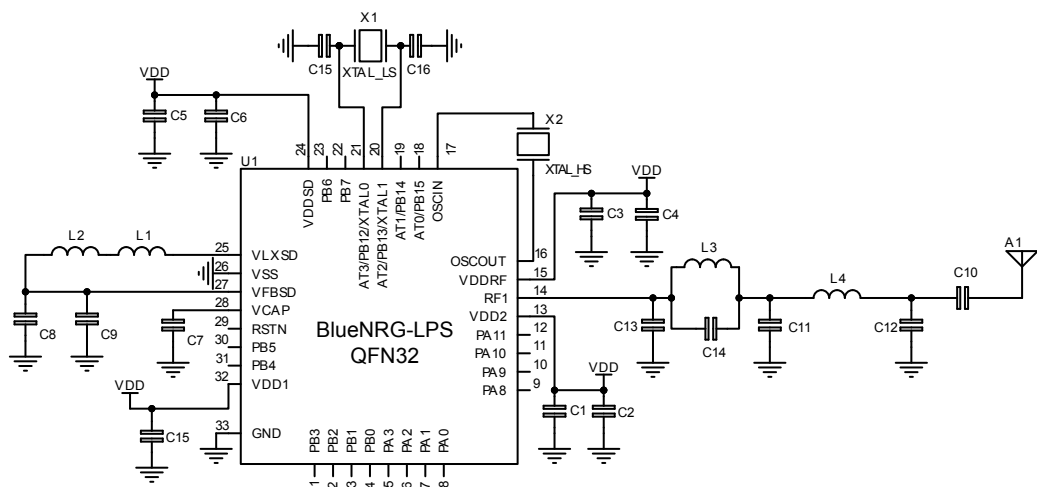 X1
C15
C16
XTAL_LS
VDD
C5
C6
X2
XTAL_HS
24
23
22
21
20
19
18
17
U1
VDDSD
PB6
PB7
AT3/PB12/XTAL0
AT2/PB13/XTAL1
AT1/PB14
AT0/PB15
OSCIN
VDD
C3
C4
L2
L1
25
VLXSD
26
VSS
27
VFBSD
28
VCAP
29
RSTN
30
PB5
31
PB4
32
VDD1
33
GND
C8
C9
C7
VDD
C15
BlueNRG-LPS
QFN32
OSCOUT
16
VDDRF
15
RF1
14
VDD2
13
PA11
12
PA10
11
PA9
10
PA8
9
L3
C13
C14
C11
L4
C12
C10
A1
VDD
C1
C2
PB3
PB2
PB1
PB0
PA3
PA2
PA1
PA0
1
2
3
4
5
6
7
8